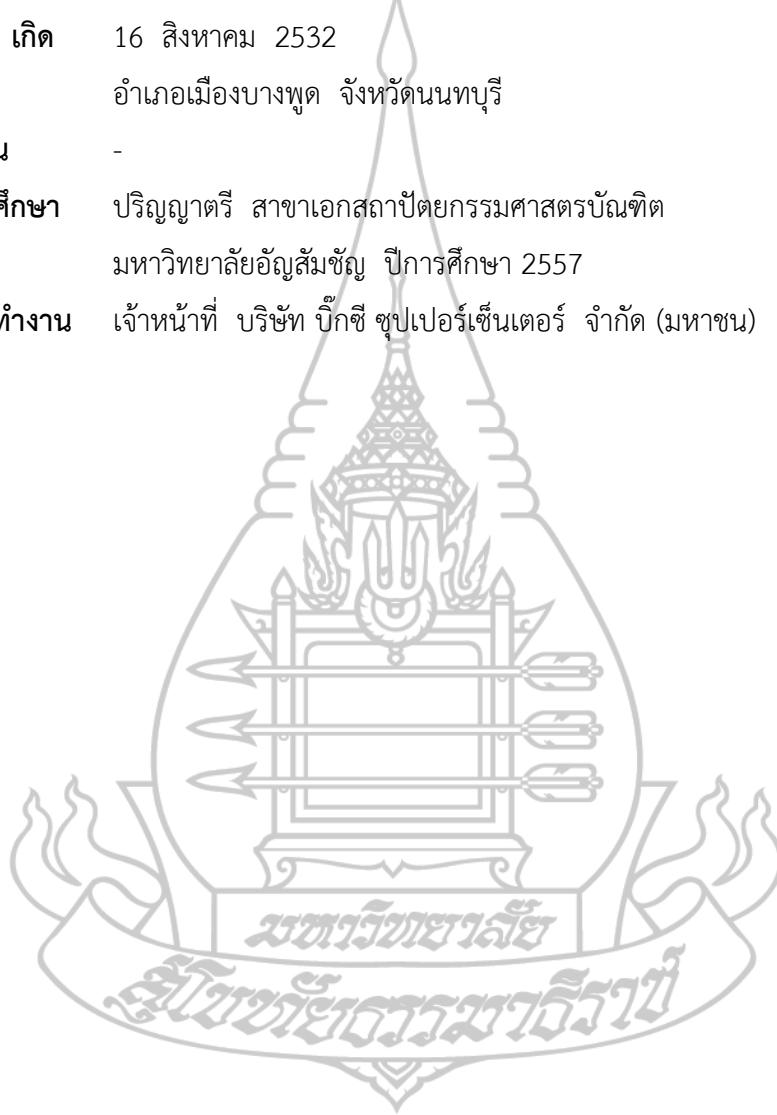 เกิด 16 สิงหาคม 2532
อำเภอเมืองบางพูด จังหวัดนนทบุรี
น -
ศึกษา ปริญญาตรี สาขาเอกสถาปัตยกรรมศาสตรบัณฑิต
มหาวิทยาลัยอัญสัมชัญ ปีการศึกษา 2557
ทำงาน เจ้าหน้าที่ บริษัท บิ๊กซี ซุปเปอร์เซ็นเตอร์ จำกัด (มหาชน)
มหาวิทยาลัย
สุโขทัยธรรมาธิราช